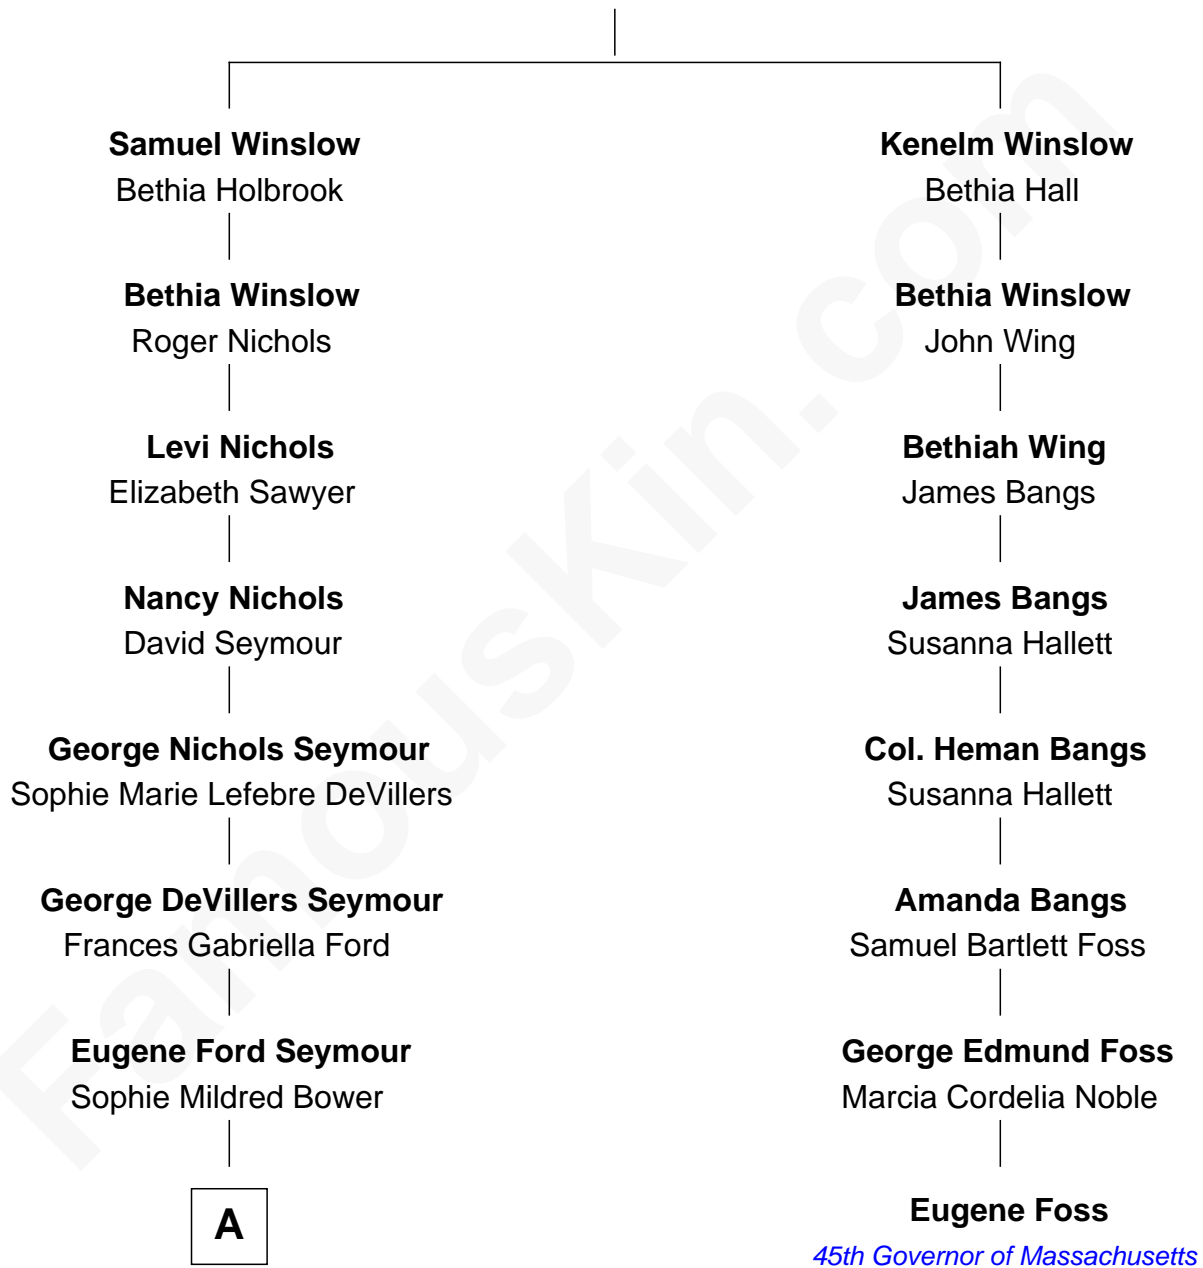 Samuel Winslow
Bethia Holbrook
Kenelm Winslow
Bethia Hall
Bethia Winslow
Roger Nichols
Bethia Winslow
John Wing
Levi Nichols
Elizabeth Sawyer
Bethiah Wing
James Bangs
Nancy Nichols
David Seymour
James Bangs
Susanna Hallett
George Nichols Seymour
Sophie Marie Lefebre DeVillers
Col. Heman Bangs
Susanna Hallett
George DeVillers Seymour
Frances Gabriella Ford
Amanda Bangs
Samuel Bartlett Foss
Eugene Ford Seymour
Sophie Mildred Bower
George Edmund Foss
Marcia Cordelia Noble
A
Eugene Foss
45th Governor of Massachusetts
FamousKin.com